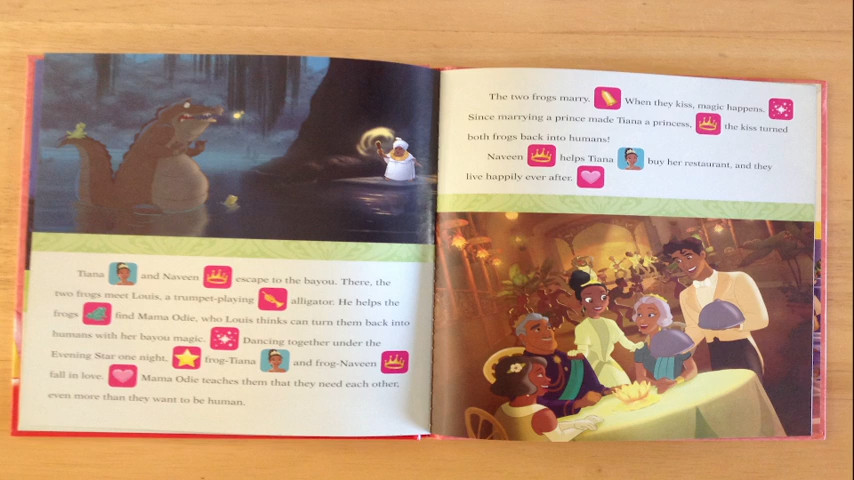 Tiana and Naveen escape to the bayou. There, the
two frogs meet Louis, a trumpet-playing alligator. He helps the
frogs find Mama Odie, who Louis thinks can turn them back into
humans with her bayou magic. Dancing together under the
Evening Star one night, frog-Tiana and frog-Naveen
fall in love. Mama Odie teaches them that they need each other,
even more than they want to be human.
The two frogs marry. When they kiss, magic happens.
Since marrying a prince made Tiana a princess, the kiss turned
both frogs back into humans!
Naveen helps Tiana buy her restaurant, and they
live happily ever after.